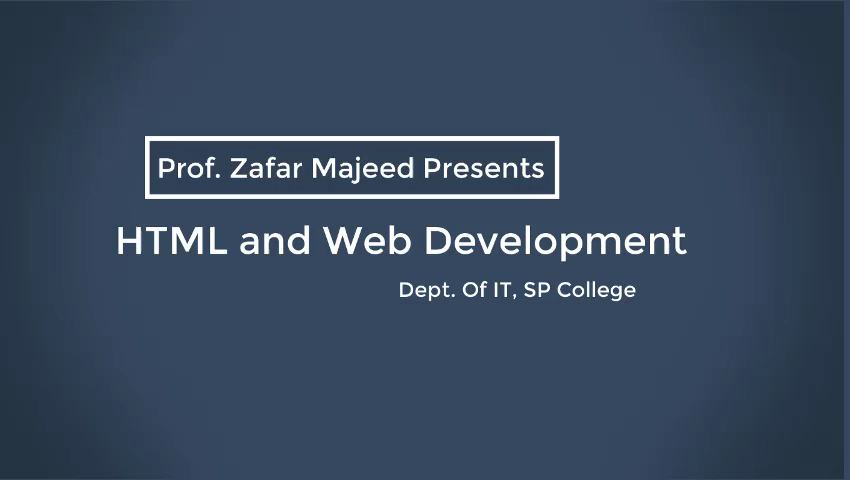 Prof. Zafar Majeed Presents
HTML and Web Development
Dept. Of IT, SP College